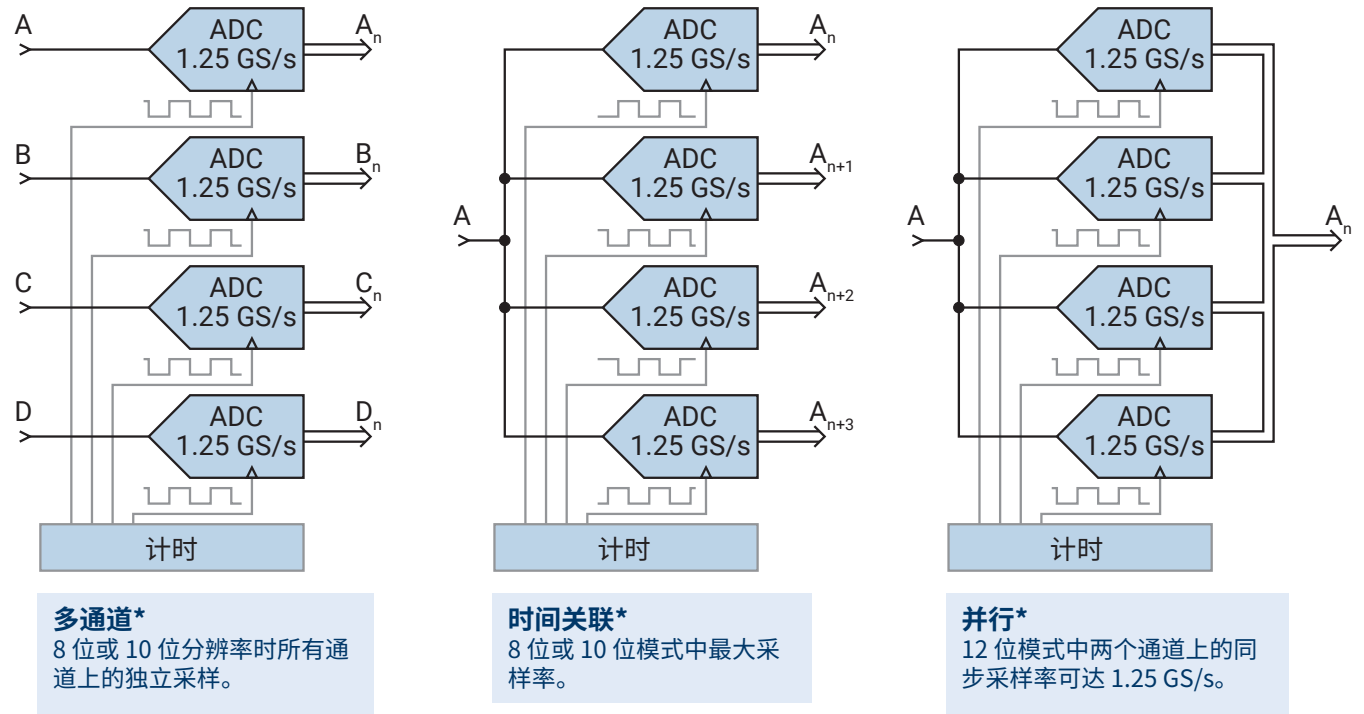 A
ADC
1.25 GS/s
An
B
ADC
1.25 GS/s
Bn
C
ADC
1.25 GS/s
Cn
D
ADC
1.25 GS/s
Dn
计时
多通道*
8 位或 10 位分辨率时所有通
道上的独立采样。
A
ADC
1.25 GS/s
An
ADC
1.25 GS/s
An+1
ADC
1.25 GS/s
An+2
ADC
1.25 GS/s
An+3
计时
时间关联*
8 位或 10 位模式中最大采
样率。
A
ADC
1.25 GS/s
ADC
1.25 GS/s
ADC
1.25 GS/s
ADC
1.25 GS/s
An
计时
并行*
12 位模式中两个通道上的同
步采样率可达 1.25 GS/s。